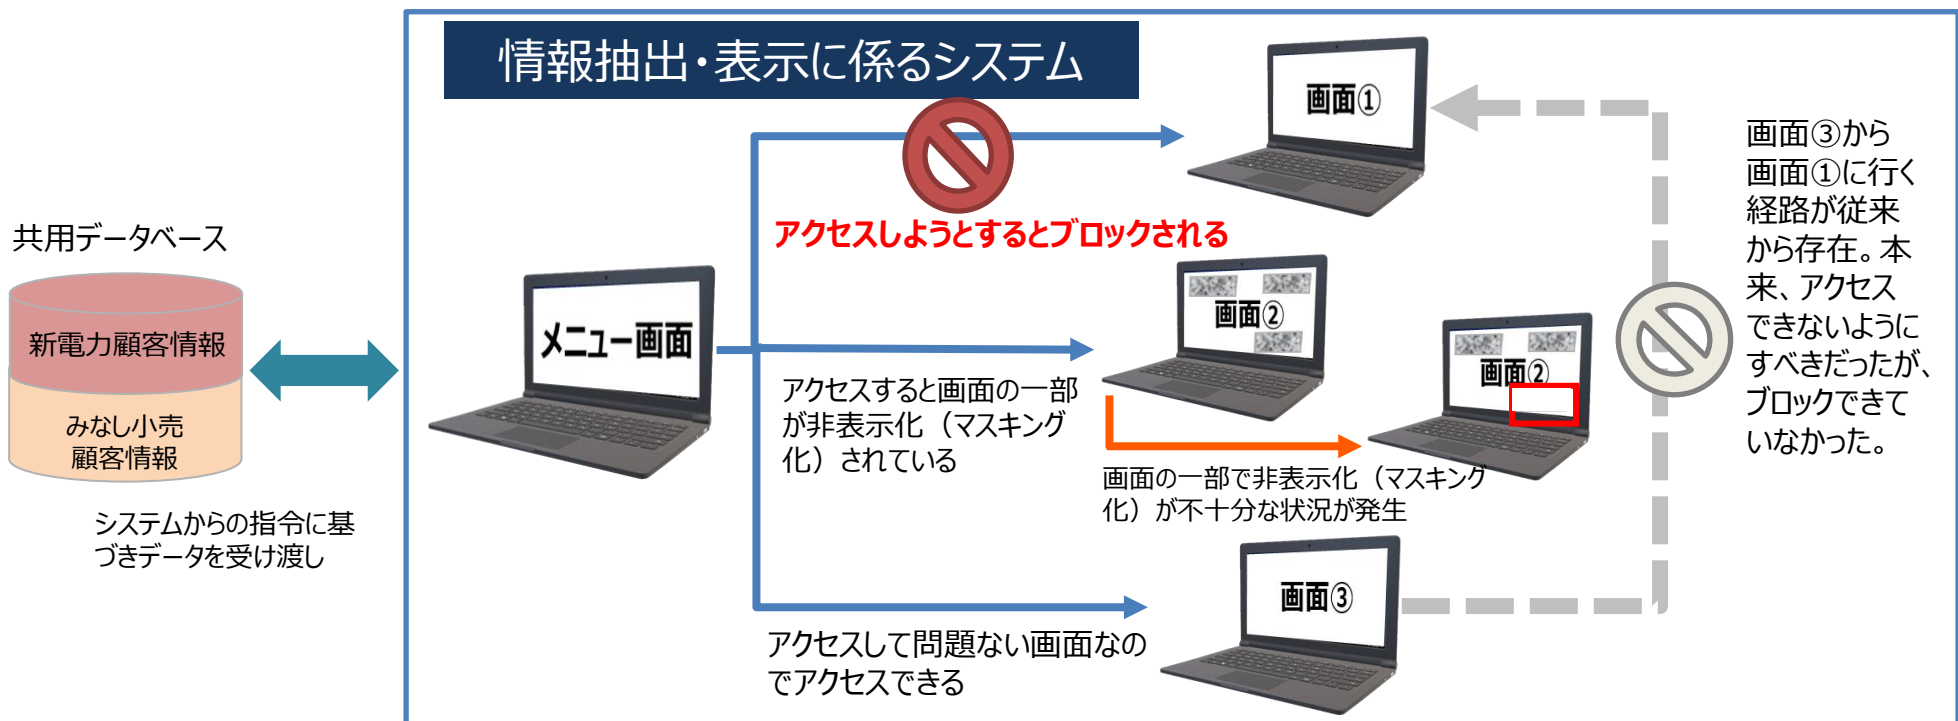 情報抽出・表示に係るシステム
画面①
アクセスしようとするとブロックされる
共用データベース
新電力顧客情報
みなし小売
顧客情報
システムからの指令に基
づきデータを受け渡し
メニュー画面
画面②
アクセスすると画面の一部
が非表示化（マスキング
化）されている
画面②
画面の一部で非表示化（マスキング
化）が不十分な状況が発生
画面③
アクセスして問題ない画面なの
でアクセスできる
画面③から
画面①に行く
経路が従来
から存在。本
来、アクセス
できないように
すべきだったが、
ブロックできて
いなかった。